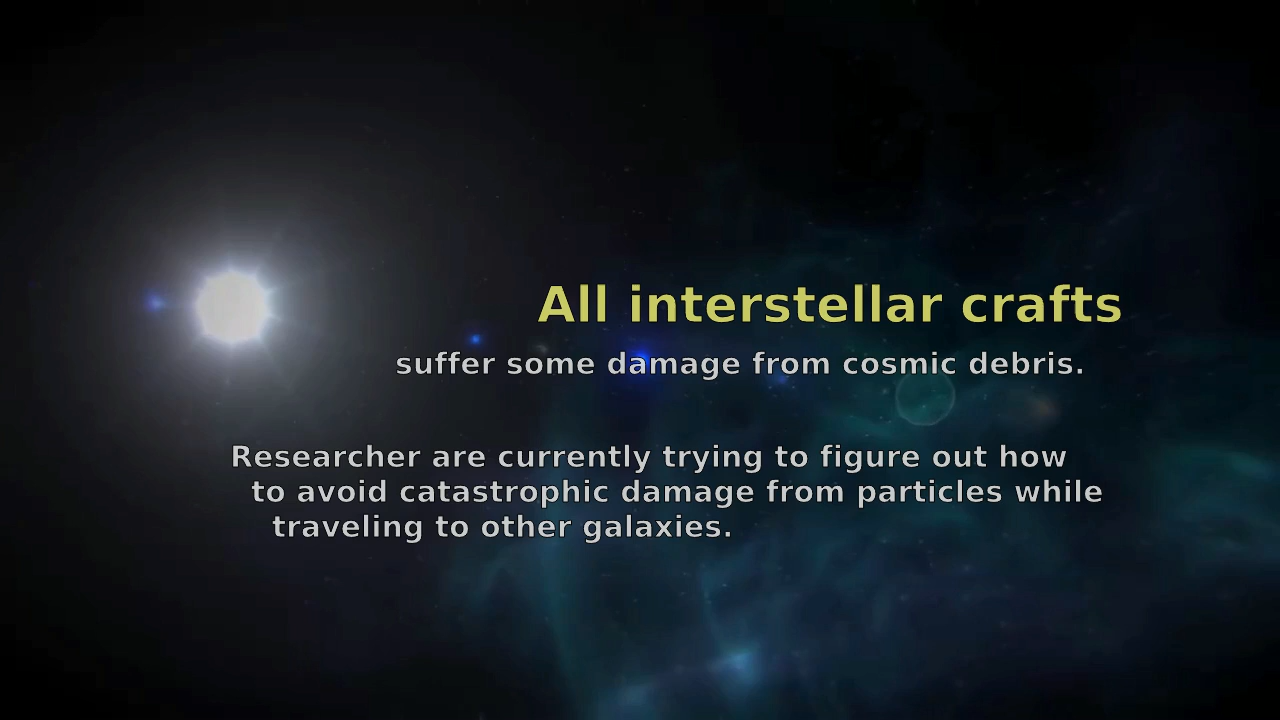 All interstellar crafts
suffer some damage from cosmic debris.
Researcher are currently trying to figure out how
to avoid catastrophic damage from particles while
traveling to other galaxies.